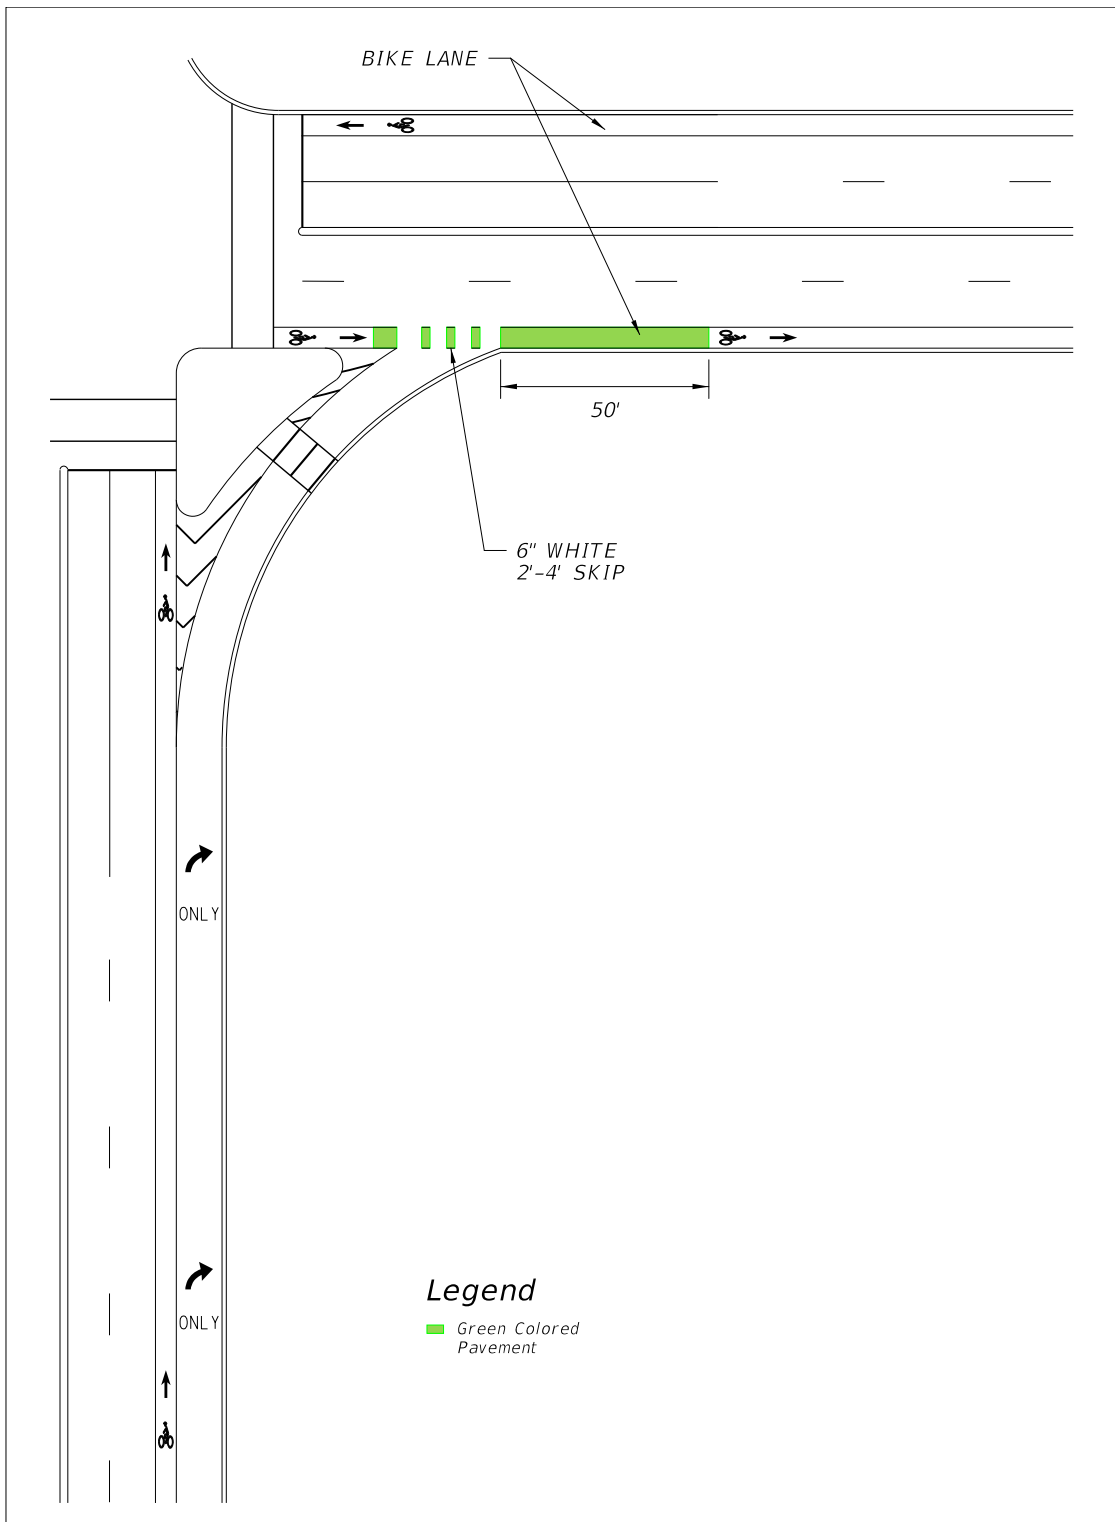 BIKE LANE
50'
6" WHITE
2'-4' SKIP
ONLY
ONLY
Legend
Green Colored
Pavement